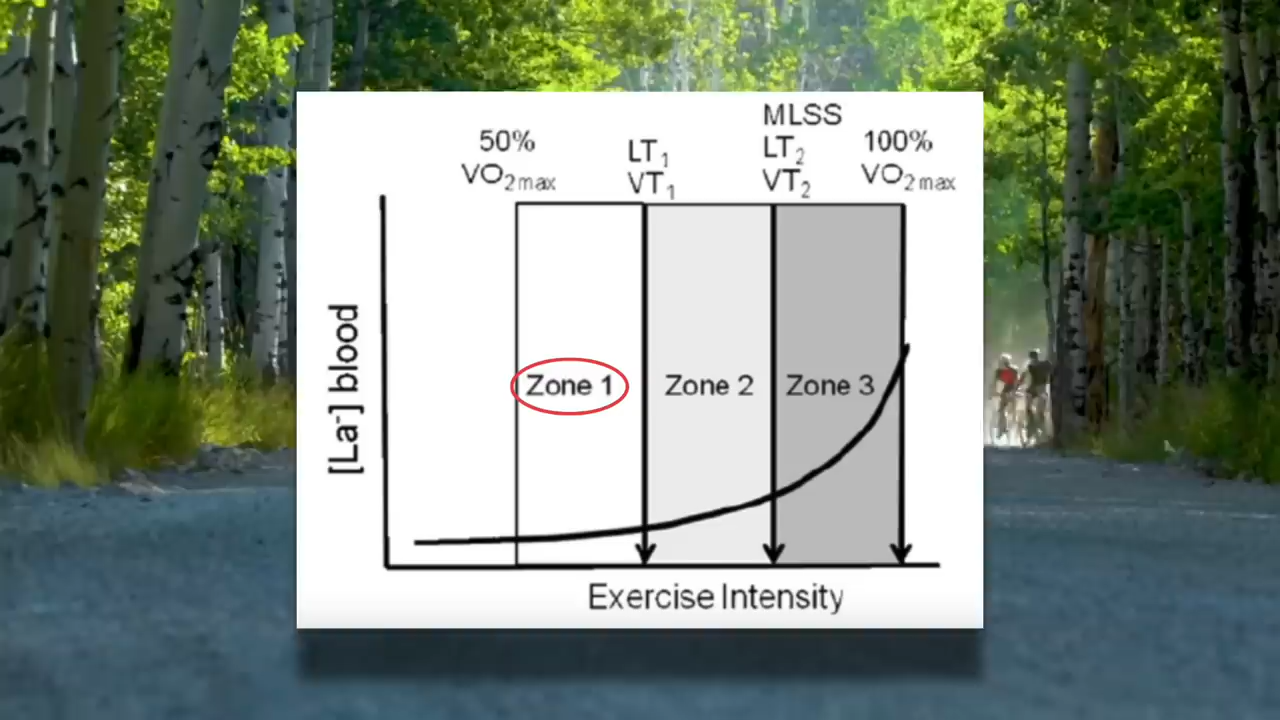 MLSS
50%
LT₁
LT₂
100%
VO₂max
VT₁
VT₂
VO₂max
[La⁻] blood
Zone 1
Zone 2
Zone 3
Exercise Intensity